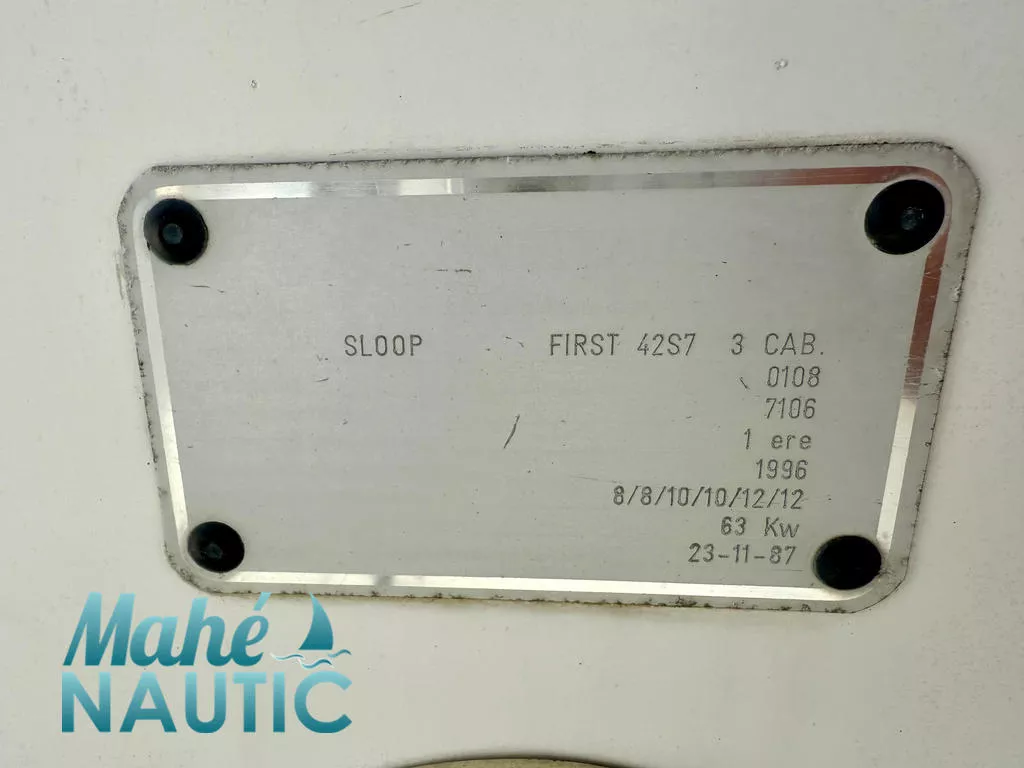 SLOOP FIRST 42S7 3 CAB.
0108
7106
1 ere
1996
8/8/10/10/12/12
63 Kw
23-11-87
Mahé
NAUTIC